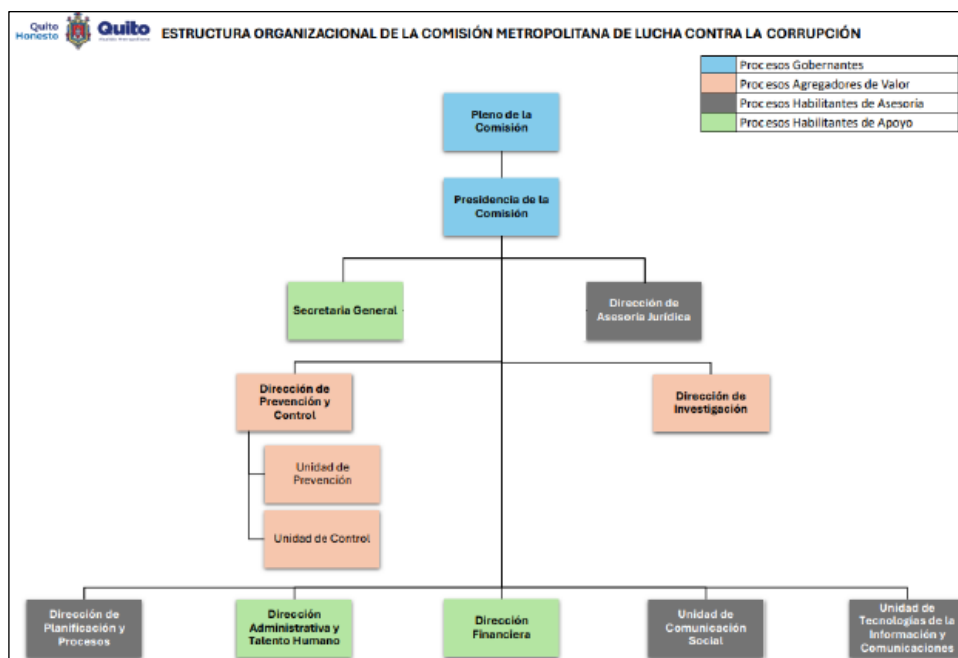 Quito
Honesto
Quito
ESTRUCTURA ORGANIZACIONAL DE LA COMISIÓN METROPOLITANA DE LUCHA CONTRA LA CORRUPCIÓN
Procesos Gobernantes
Procesos Agregadores de Valor
Procesos Habilitantes de Asesoría
Procesos Habilitantes de Apoyo
Pleno de la
Comisión
Presidencia de la
Comisión
Secretaria General
Dirección de
Asesoría Jurídica
Dirección de
Prevención y
Control
Dirección de
Investigación
Unidad de
Prevención
Unidad de Control
Dirección de
Planificación y
Procesos
Dirección
Administrativa y
Talento Humano
Dirección
Financiera
Unidad de
Comunicación
Social
Unidad de
Tecnologías de la
Información y
Comunicaciones